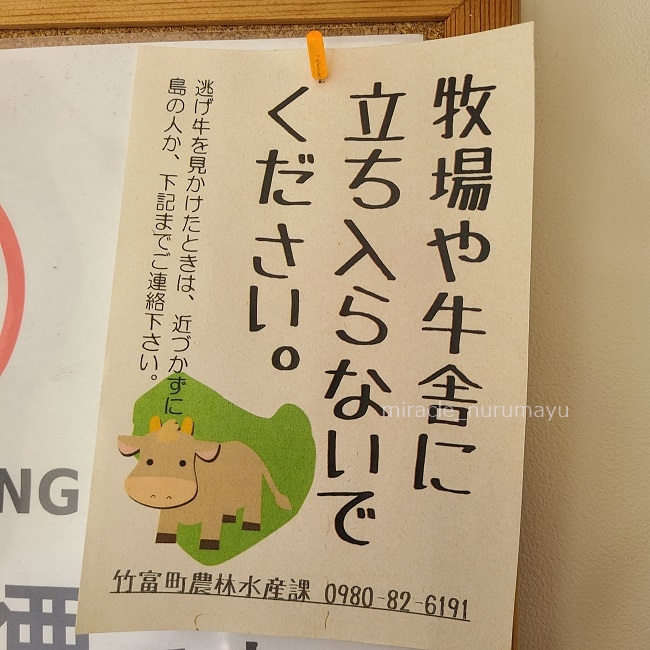 牧場や牛舎に
立ち入らないで
ください。
逃げ牛を見かけたときは、近づかずに
島の人か、下記までご連絡下さい。
竹富町農林水産課 0980-82-6191
miracle_nurumayu
NG